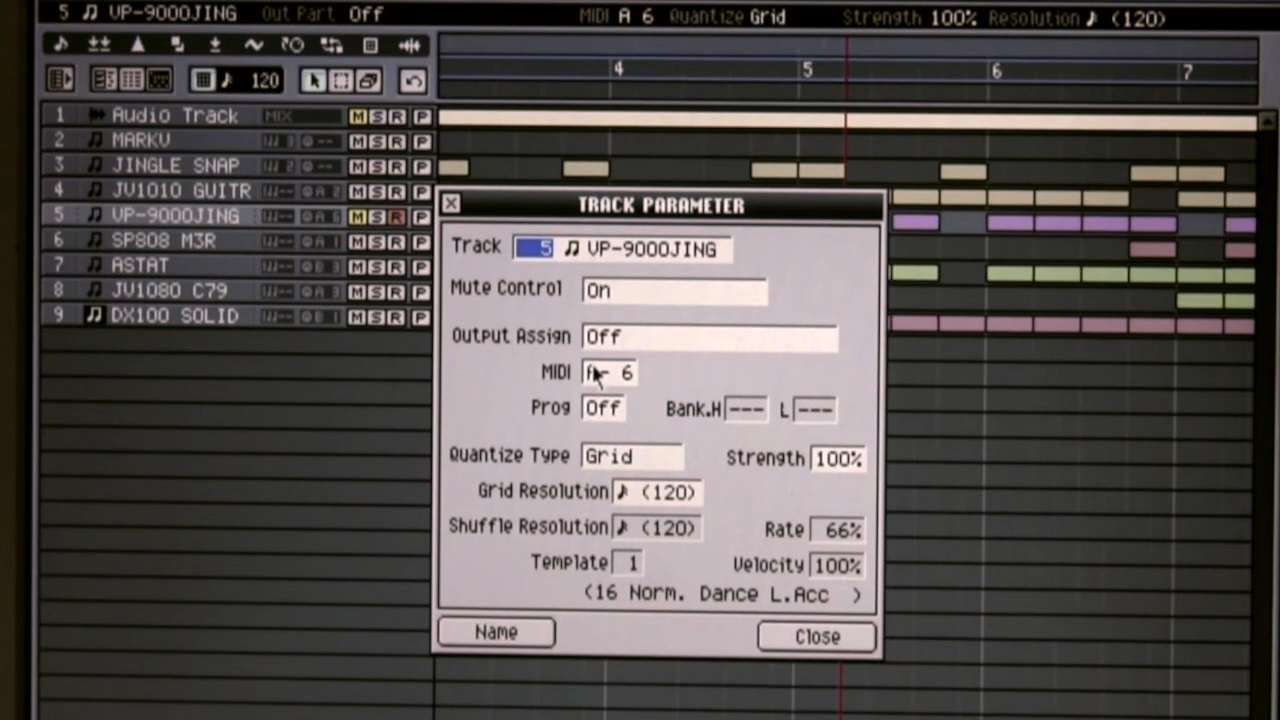 5 VP-9000JING Out Part Off MIDI A 6 Quantize Grid Strength 100% Resolution (120)
120
4 5 6 7
1 Audio Track MIX M S R P
2 MARKV M S R P
3 JINGLE SNAP M S R P
4 JV1010 GUITR M S R P
5 VP-9000JING M S R P
6 SP808 M3R M S R P
7 ASTAT M S R P
8 JV1080 C79 M S R P
9 DX100 SOLID M S R P
TRACK PARAMETER
Track 5 VP-9000JING
Mute Control On
Output Assign Off
MIDI A- 6
Prog Off Bank.H --- L ---
Quantize Type Grid Strength 100%
Grid Resolution (120)
Shuffle Resolution (120) Rate 66%
Template 1 Velocity 100%
(16 Norm. Dance L.Acc )
Name Close